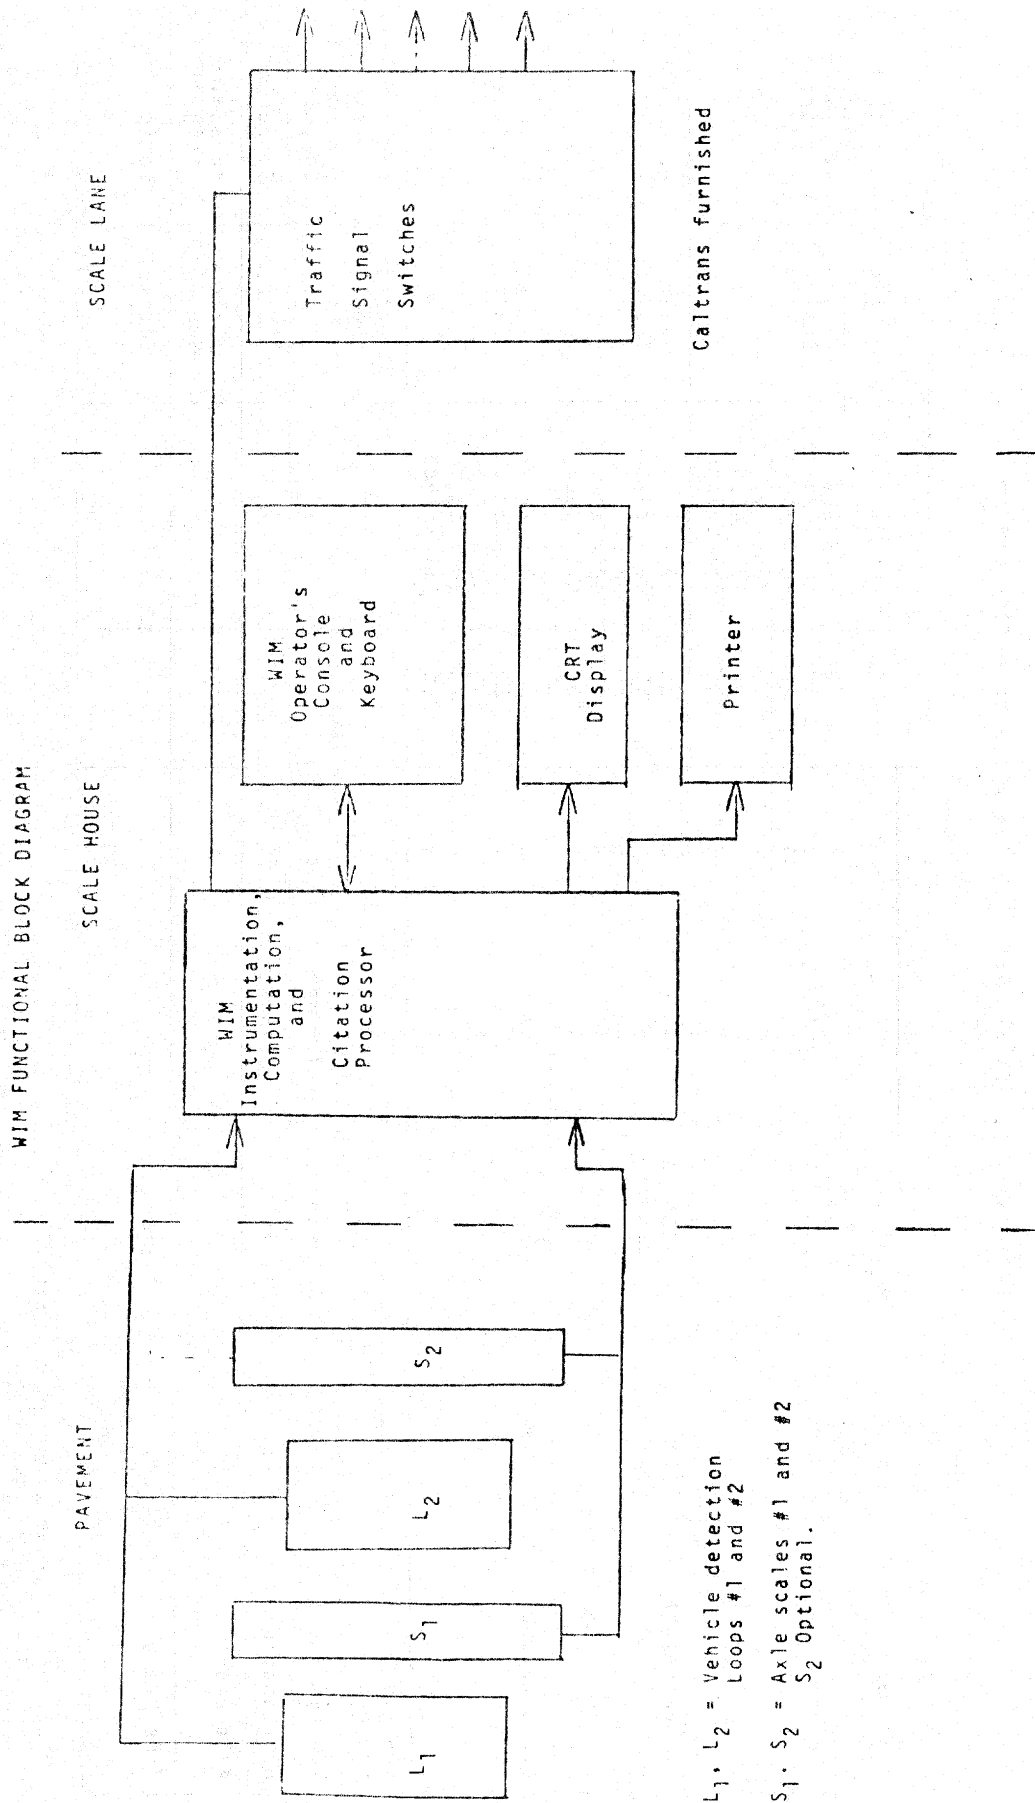 WIM FUNCTIONAL BLOCK DIAGRAM
PAVEMENT
SCALE HOUSE
SCALE LANE
L1
S1
L2
S2
WIM
Instrumentation,
Computation,
and
Citation
Processor
WIM
Operator's
Console
and
Keyboard
CRT
Display
Printer
Traffic
Signal
Switches
Caltrans furnished
L1, L2 = Vehicle detection
Loops #1 and #2
S1. S2 = Axle scales #1 and #2
S2 Optional.